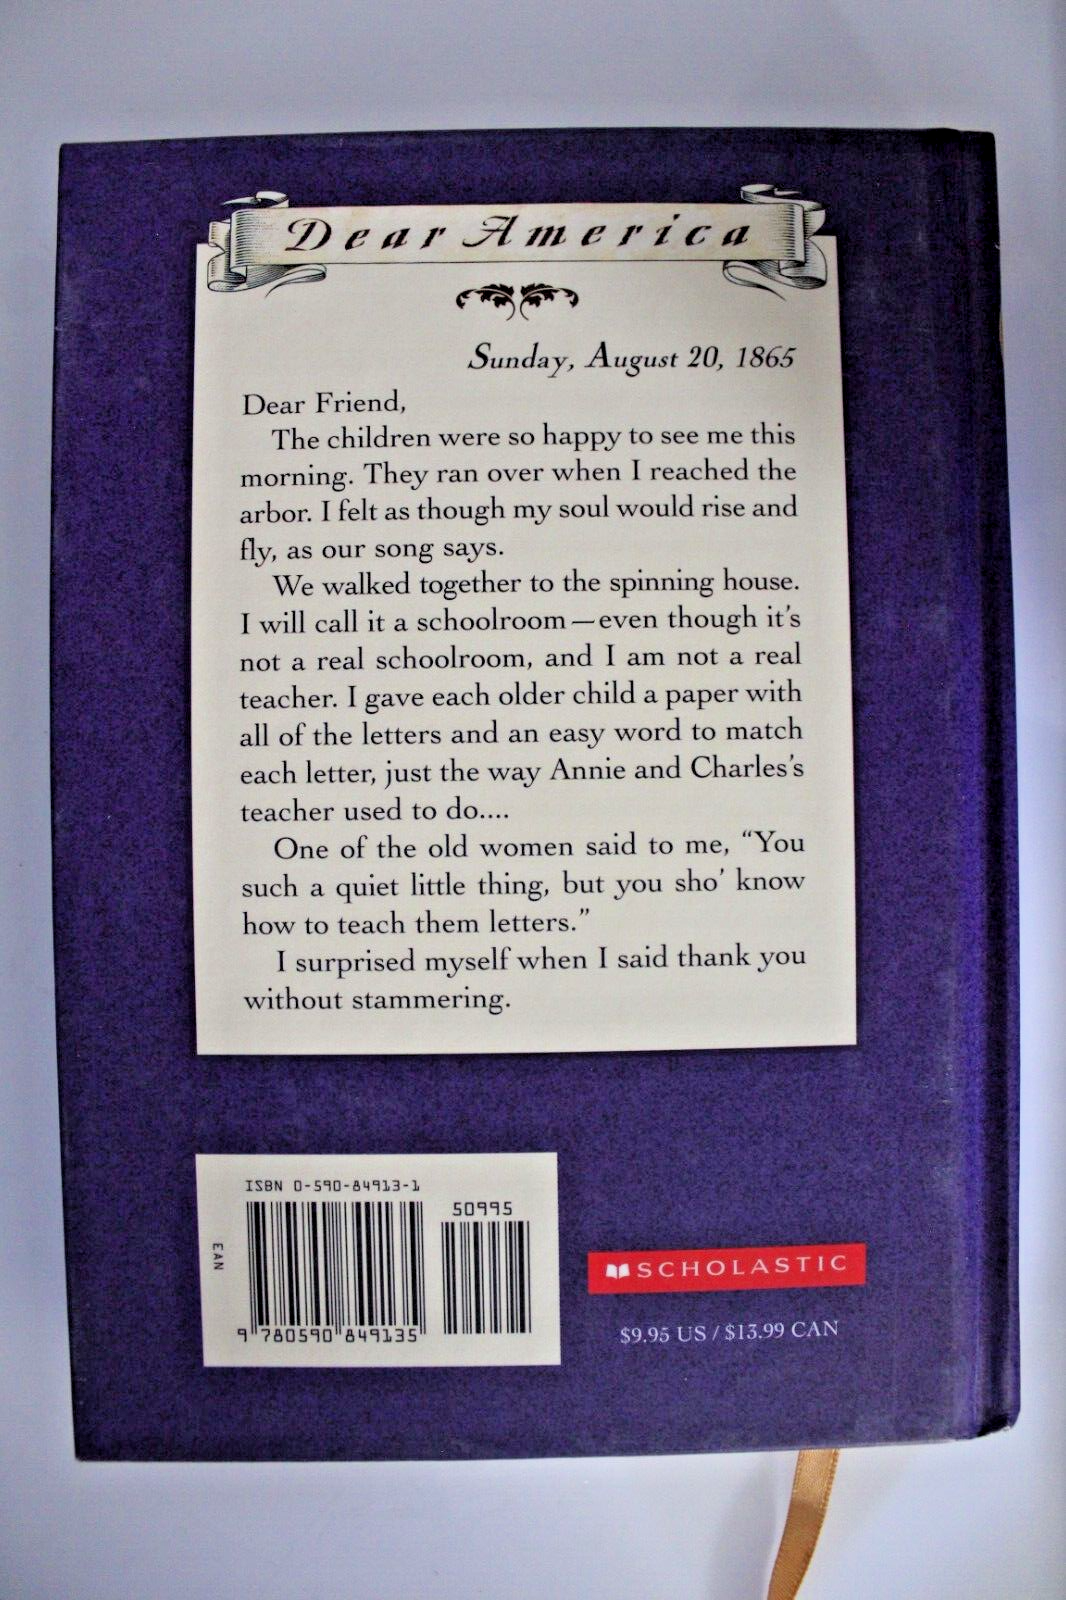 Dear America
Sunday, August 20, 1865
Dear Friend,
The children were so happy to see me this
morning. They ran over when I reached the
arbor. I felt as though my soul would rise and
fly, as our song says.
We walked together to the spinning house.
I will call it a schoolroom—even though it's
not a real schoolroom, and I am not a real
teacher. I gave each older child a paper with
all of the letters and an easy word to match
each letter, just the way Annie and Charles's
teacher used to do....
One of the old women said to me, “You
such a quiet little thing, but you sho’ know
how to teach them letters.”
I surprised myself when I said thank you
without stammering.
ISBN 0-590-84913-1
50995
EAN
9 780590 849135
SCHOLASTIC
$9.95 US / $13.99 CAN